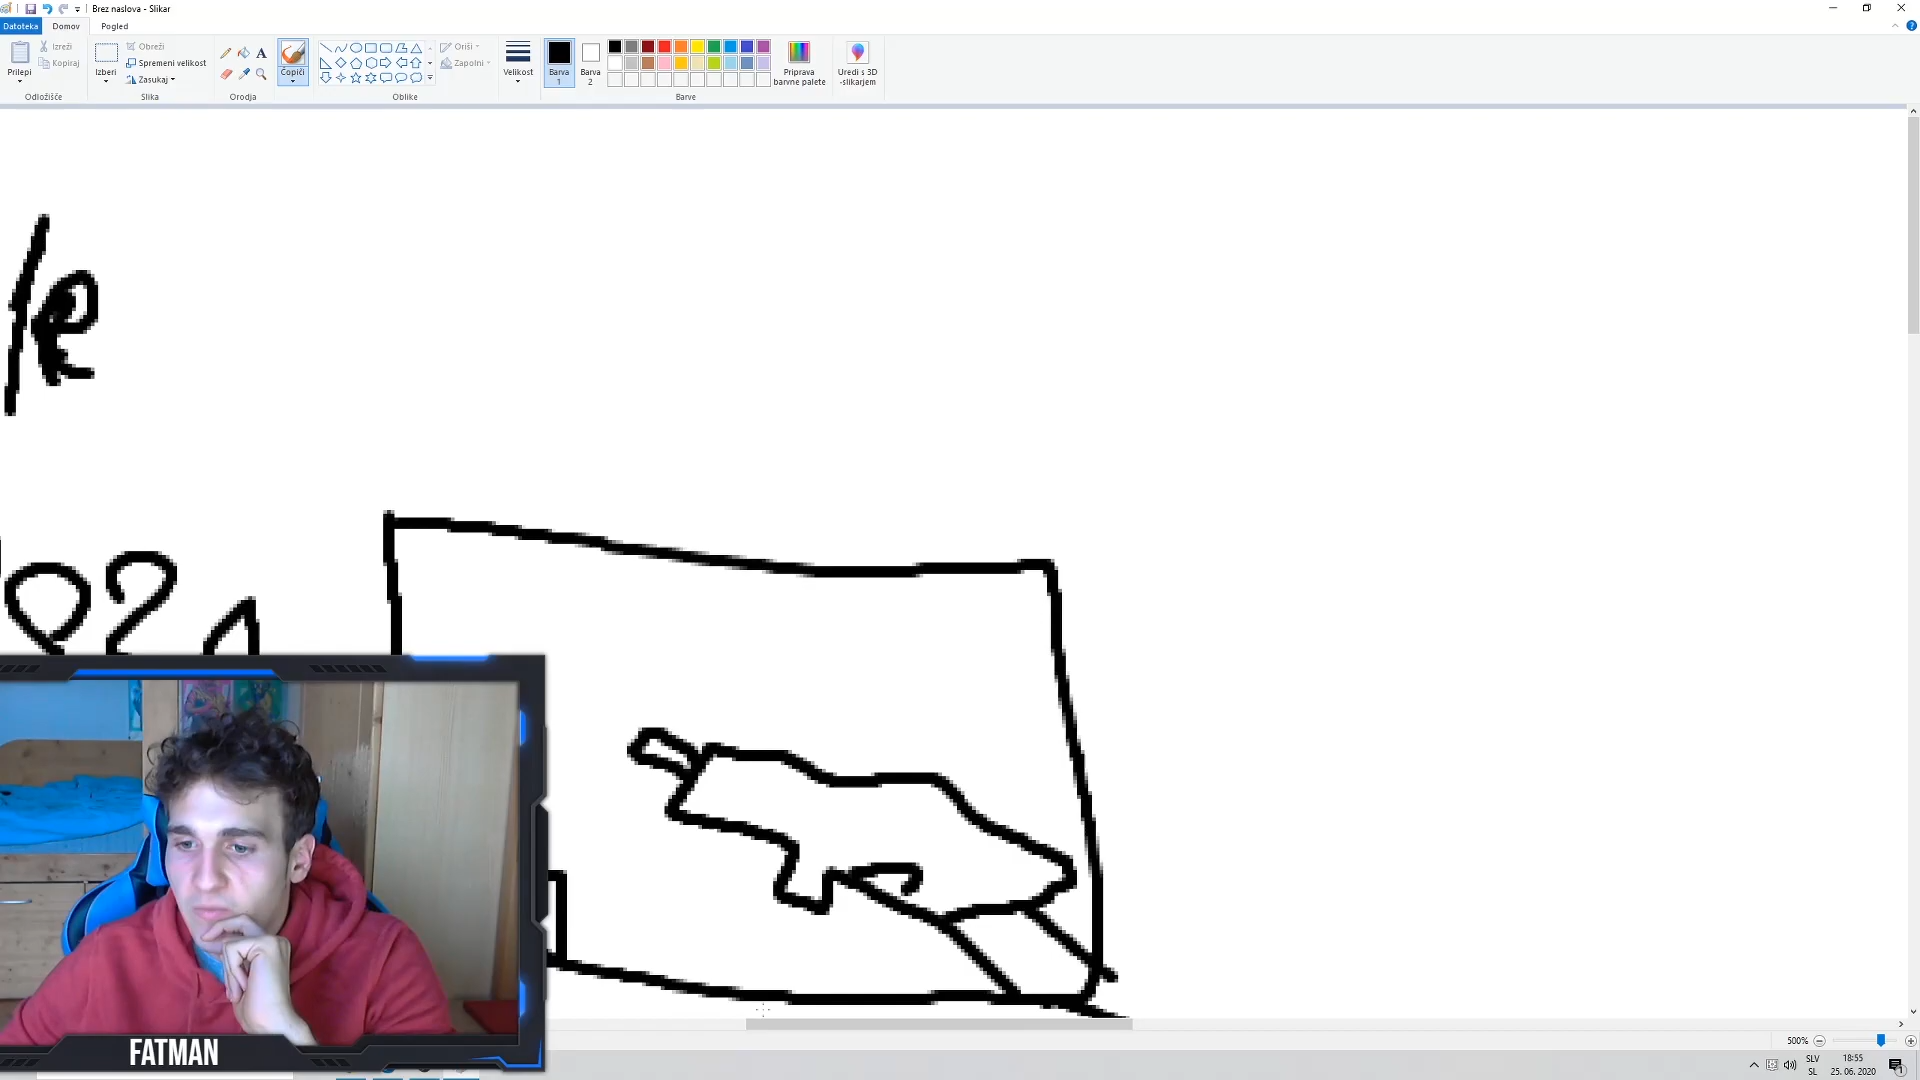 Brez naslova - Slikar
Datoteka Domov Pogled
Prilepi
Izreži
Kopiraj
Odložišče
Izberi
Obreži
Spremeni velikost
Zasukaj
Slika
Orodja
Čopiči
Oriši
Zapolni
Oblike
Velikost
Barva 1
Barva 2
Priprava barvne palete
Uredi s 3D -slikarjem
Barve
FATMAN
500%
SLV
SL
18:55
25. 06. 2020